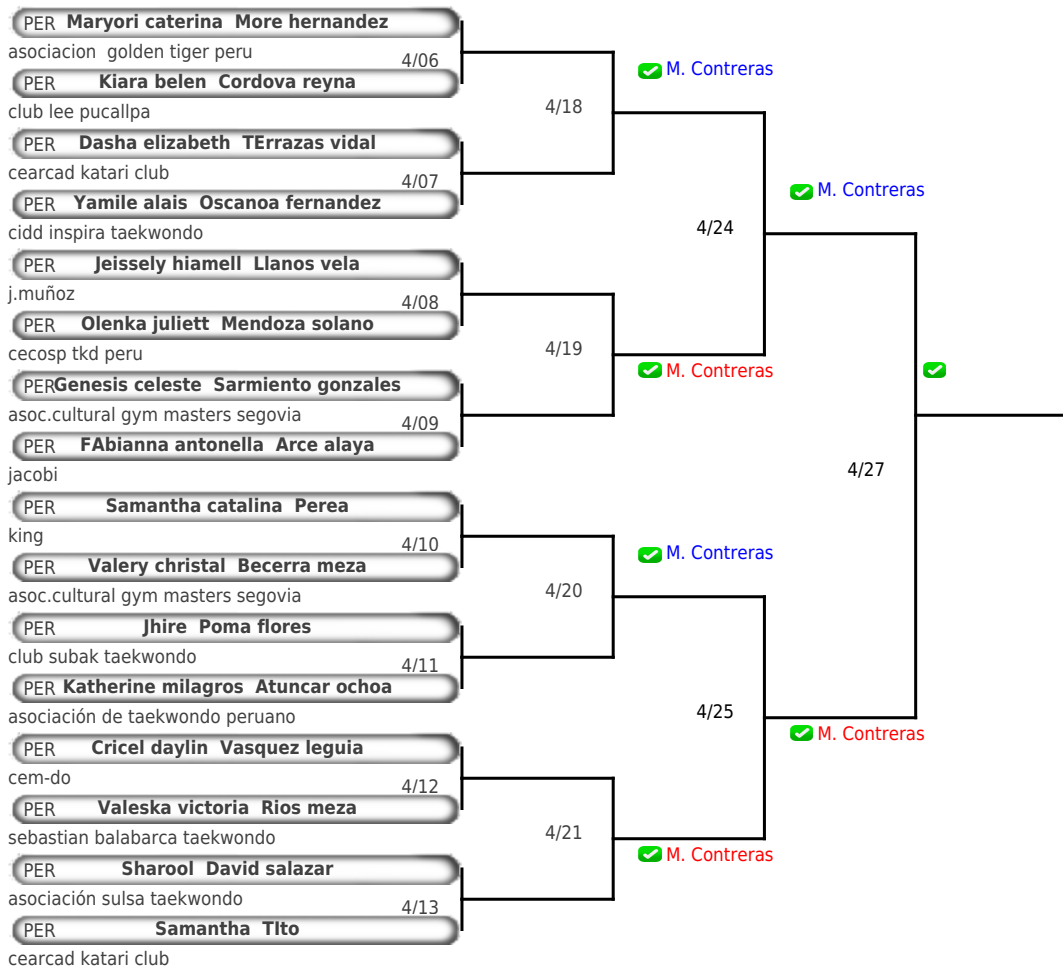 PER Maryori caterina More hernandez
asociacion golden tiger peru
4/06
PER Kiara belen Cordova reyna
club lee pucallpa
PER Dasha elizabeth TErrazas vidal
cearcad katari club
4/07
PER Yamile alais Oscanoa fernandez
cidd inspira taekwondo
PER Jeissely hiamell Llanos vela
j.muñoz
4/08
PER Olenka juliett Mendoza solano
cecosp tkd peru
PER Genesis celeste Sarmiento gonzales
asoc.cultural gym masters segovia
4/09
PER FAbianna antonella Arce alaya
jacobi
PER Samantha catalina Perea
king
4/10
PER Valery christal Becerra meza
asoc.cultural gym masters segovia
PER Jhire Poma flores
club subak taekwondo
4/11
PER Katherine milagros Atuncar ochoa
asociación de taekwondo peruano
PER Cricel daylin Vasquez leguia
cem-do
4/12
PER Valeska victoria Rios meza
sebastian balabarca taekwondo
PER Sharool David salazar
asociación sulsa taekwondo
4/13
PER Samantha TIto
cearcad katari club
4/18
4/19
4/20
4/21
M. Contreras
M. Contreras
M. Contreras
M. Contreras
4/24
4/25
M. Contreras
M. Contreras
4/27